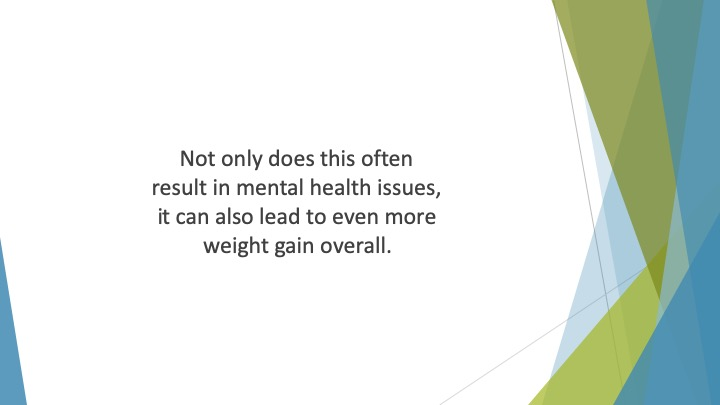 Not only does this often
result in mental health issues,
it can also lead to even more
weight gain overall.